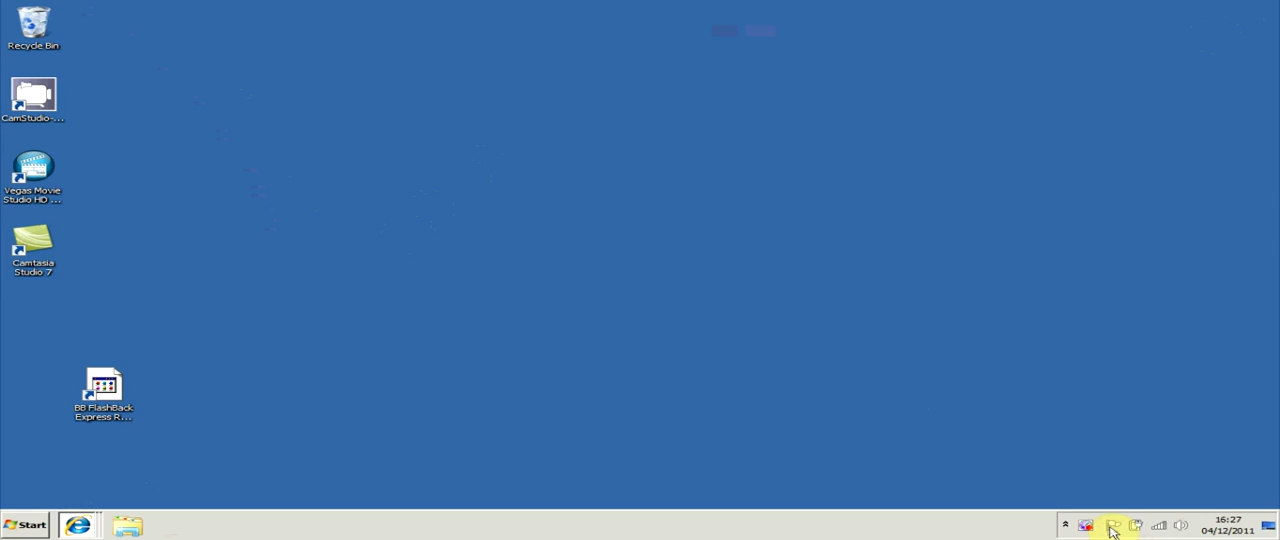 Recycle Bin
CamStudio-...
Vegas Movie
Studio HD ...
Camtasia
Studio 7
BB FlashBack
Express R...
Start
16:27
04/12/2011